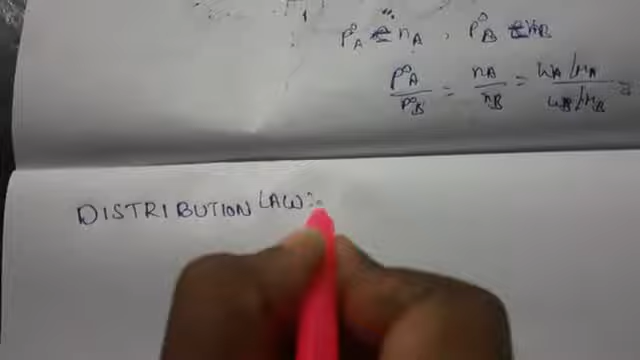 P°A ∝ nA , P°B ∝ nB
P°A / P°B = nA / nB = WA/MA / WB/MB =
DISTRIBUTION LAW: